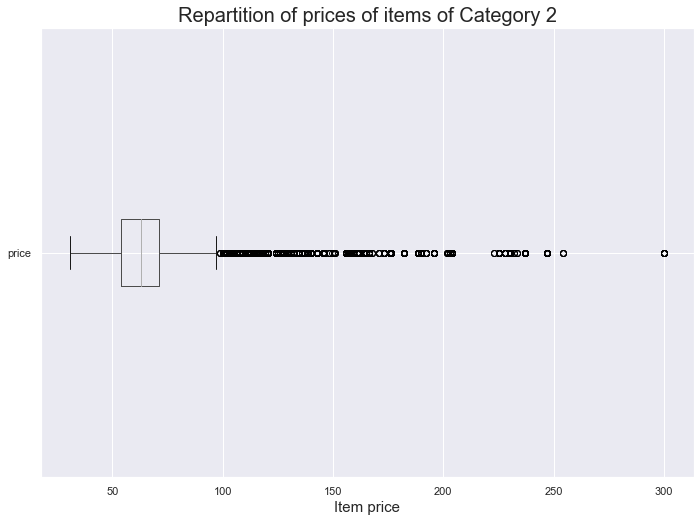 Repartition of prices of items of Category 2
price
50 100 150 200 250 300
Item price